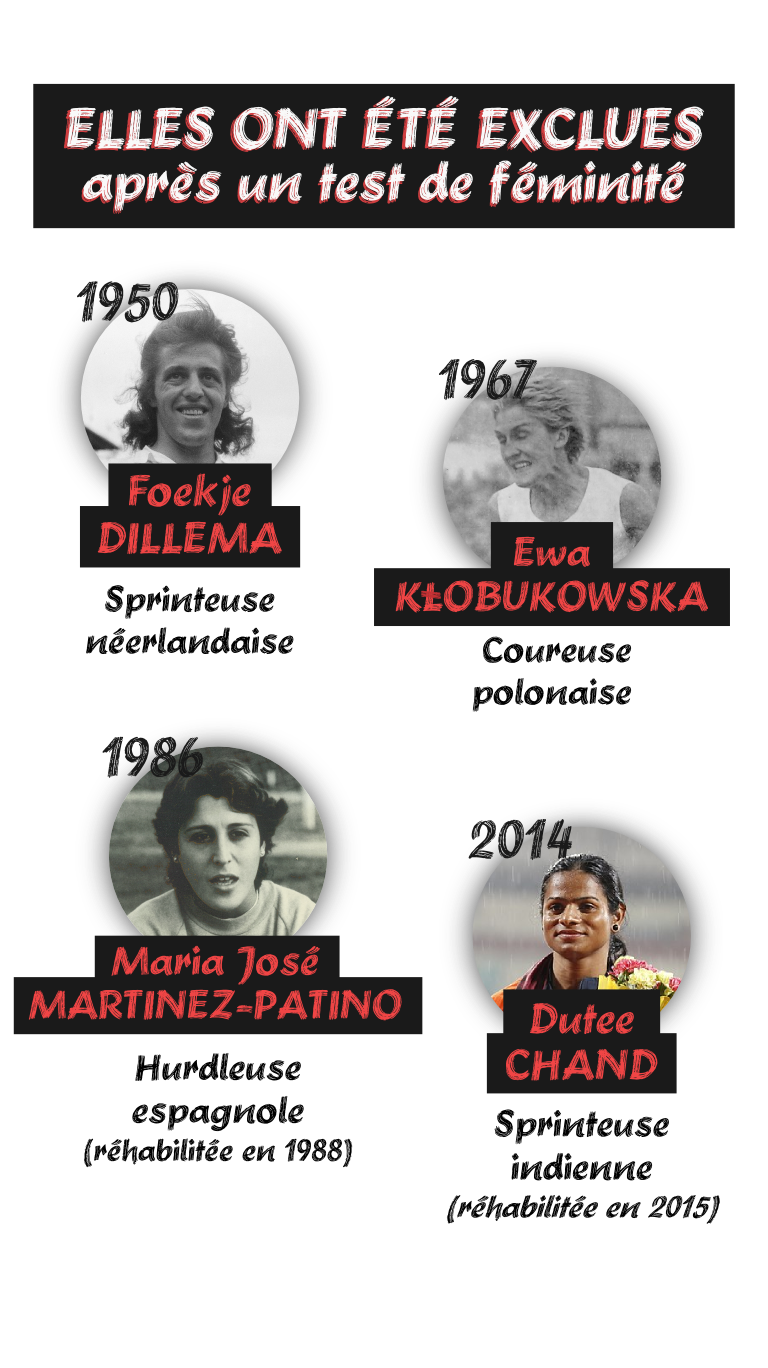 ELLES ONT ÉTÉ EXCLUES
après un test de féminité
1950
Foekje
DILLEMA
Sprinteuse
néerlandaise
1967
Ewa
KŁOBUKOWSKA
Coureuse
polonaise
1986
Maria José
MARTINEZ-PATINO
Hurdleuse
espagnole
(réhabilitée en 1988)
2014
Dutee
CHAND
Sprinteuse
indienne
(réhabilitée en 2015)